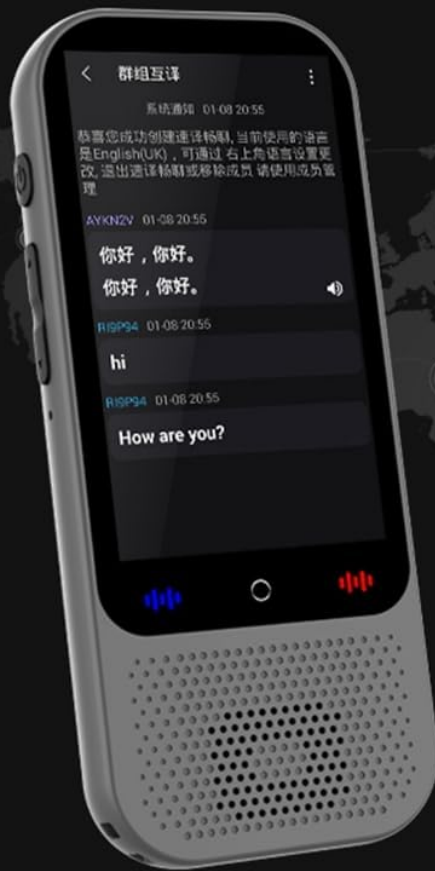 群组互译
系统通知 01-08 20:55
恭喜您成功创建速译畅聊,当前使用的语言
是English(UK)，可通过 右上角语言设置更
改, 退出速译畅聊或移除成员 请使用成员管
理
AYKN2V 01-08 20:55
你好，你好。
你好，你好。
RI9P94 01-08 20:55
hi
RI9P94 01-08 20:55
How are you?